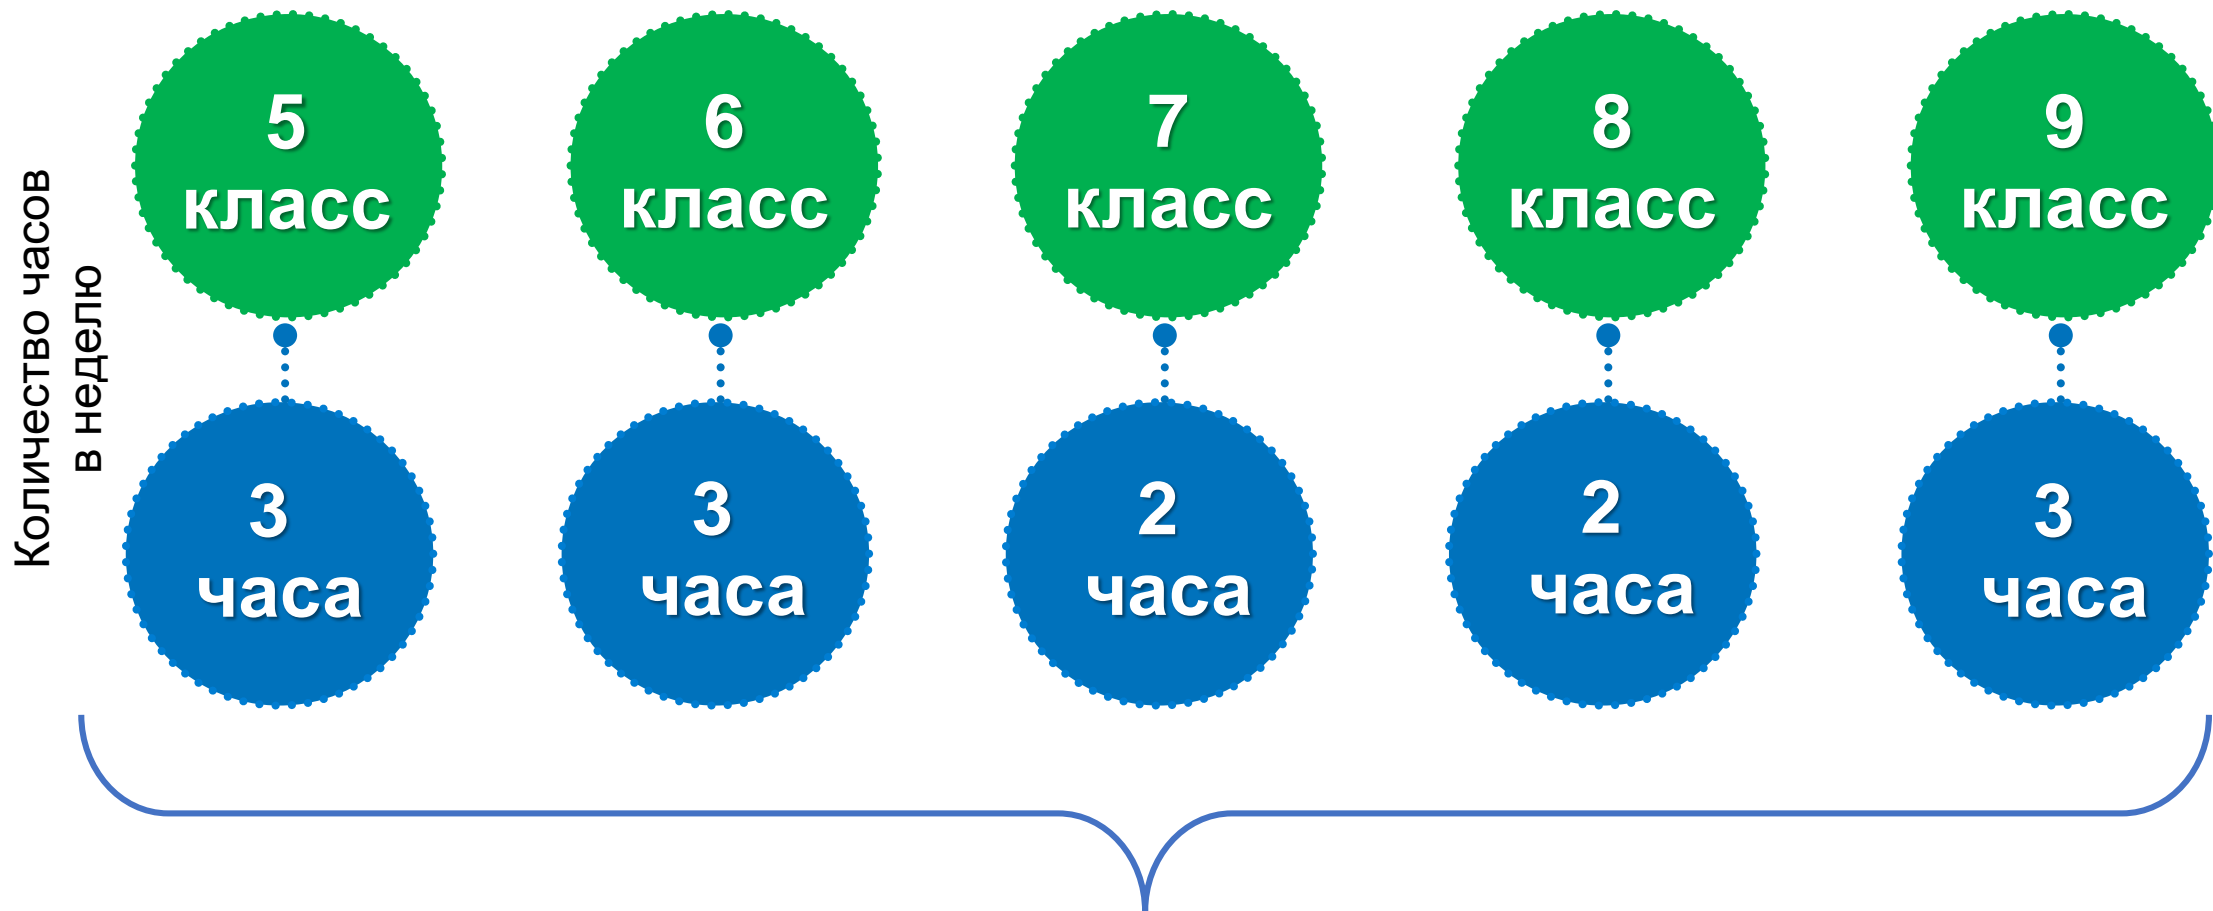 Количество часов
в неделю
5
класс
6
класс
7
класс
8
класс
9
класс
3
часа
3
часа
2
часа
2
часа
3
часа